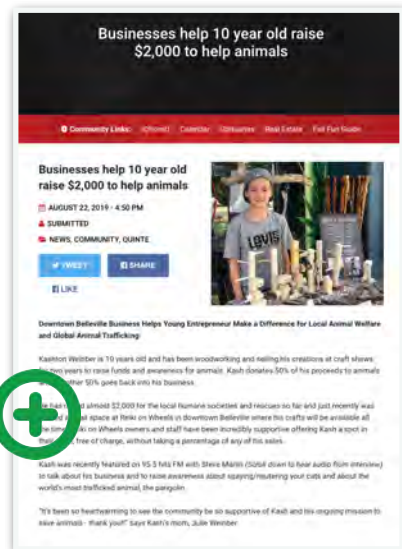 Businesses help 10 year old raise
$2,000 to help animals
Community Links:
Calendar
Obituaries
Real Estate
Fall Fun Guide
Businesses help 10 year old
raise $2,000 to help animals
AUGUST 22, 2019 - 4:50 PM
SUBMITTED
NEWS, COMMUNITY, QUINTE
TWEET
SHARE
LIKE
Downtown Belleville Business Helps Young Entrepreneur Make a Difference for Local Animal Welfare
and Global Animal Trafficking
Kashton Weinber is 10 years old and has been woodworking and selling his creations at craft shows
for two years to raise funds and awareness for animals. Kash donates 50% of his proceeds to animals
other 50% goes back into his business.
almost $2,000 for the local humane societies and rescues so far and just recently was
space at Reiki on Wheels in downtown Belleville where his crafts will be available all
on Wheels owners and staff have been incredibly supportive offering Kash a spot in
free of charge, without taking a percentage of any of his sales.
Kash was recently featured on 95.5 hits FM with Steve Martin (Scroll down to hear audio from interview)
to talk about his business and to raise awareness about spaying/neutering your cats and about the
world's most trafficked animal, the pangolin.
"It's been so heartwarming to see the community be so supportive of Kash and his ongoing mission to
save animals - thank you!!" says Kash's mom, Julie Weinber